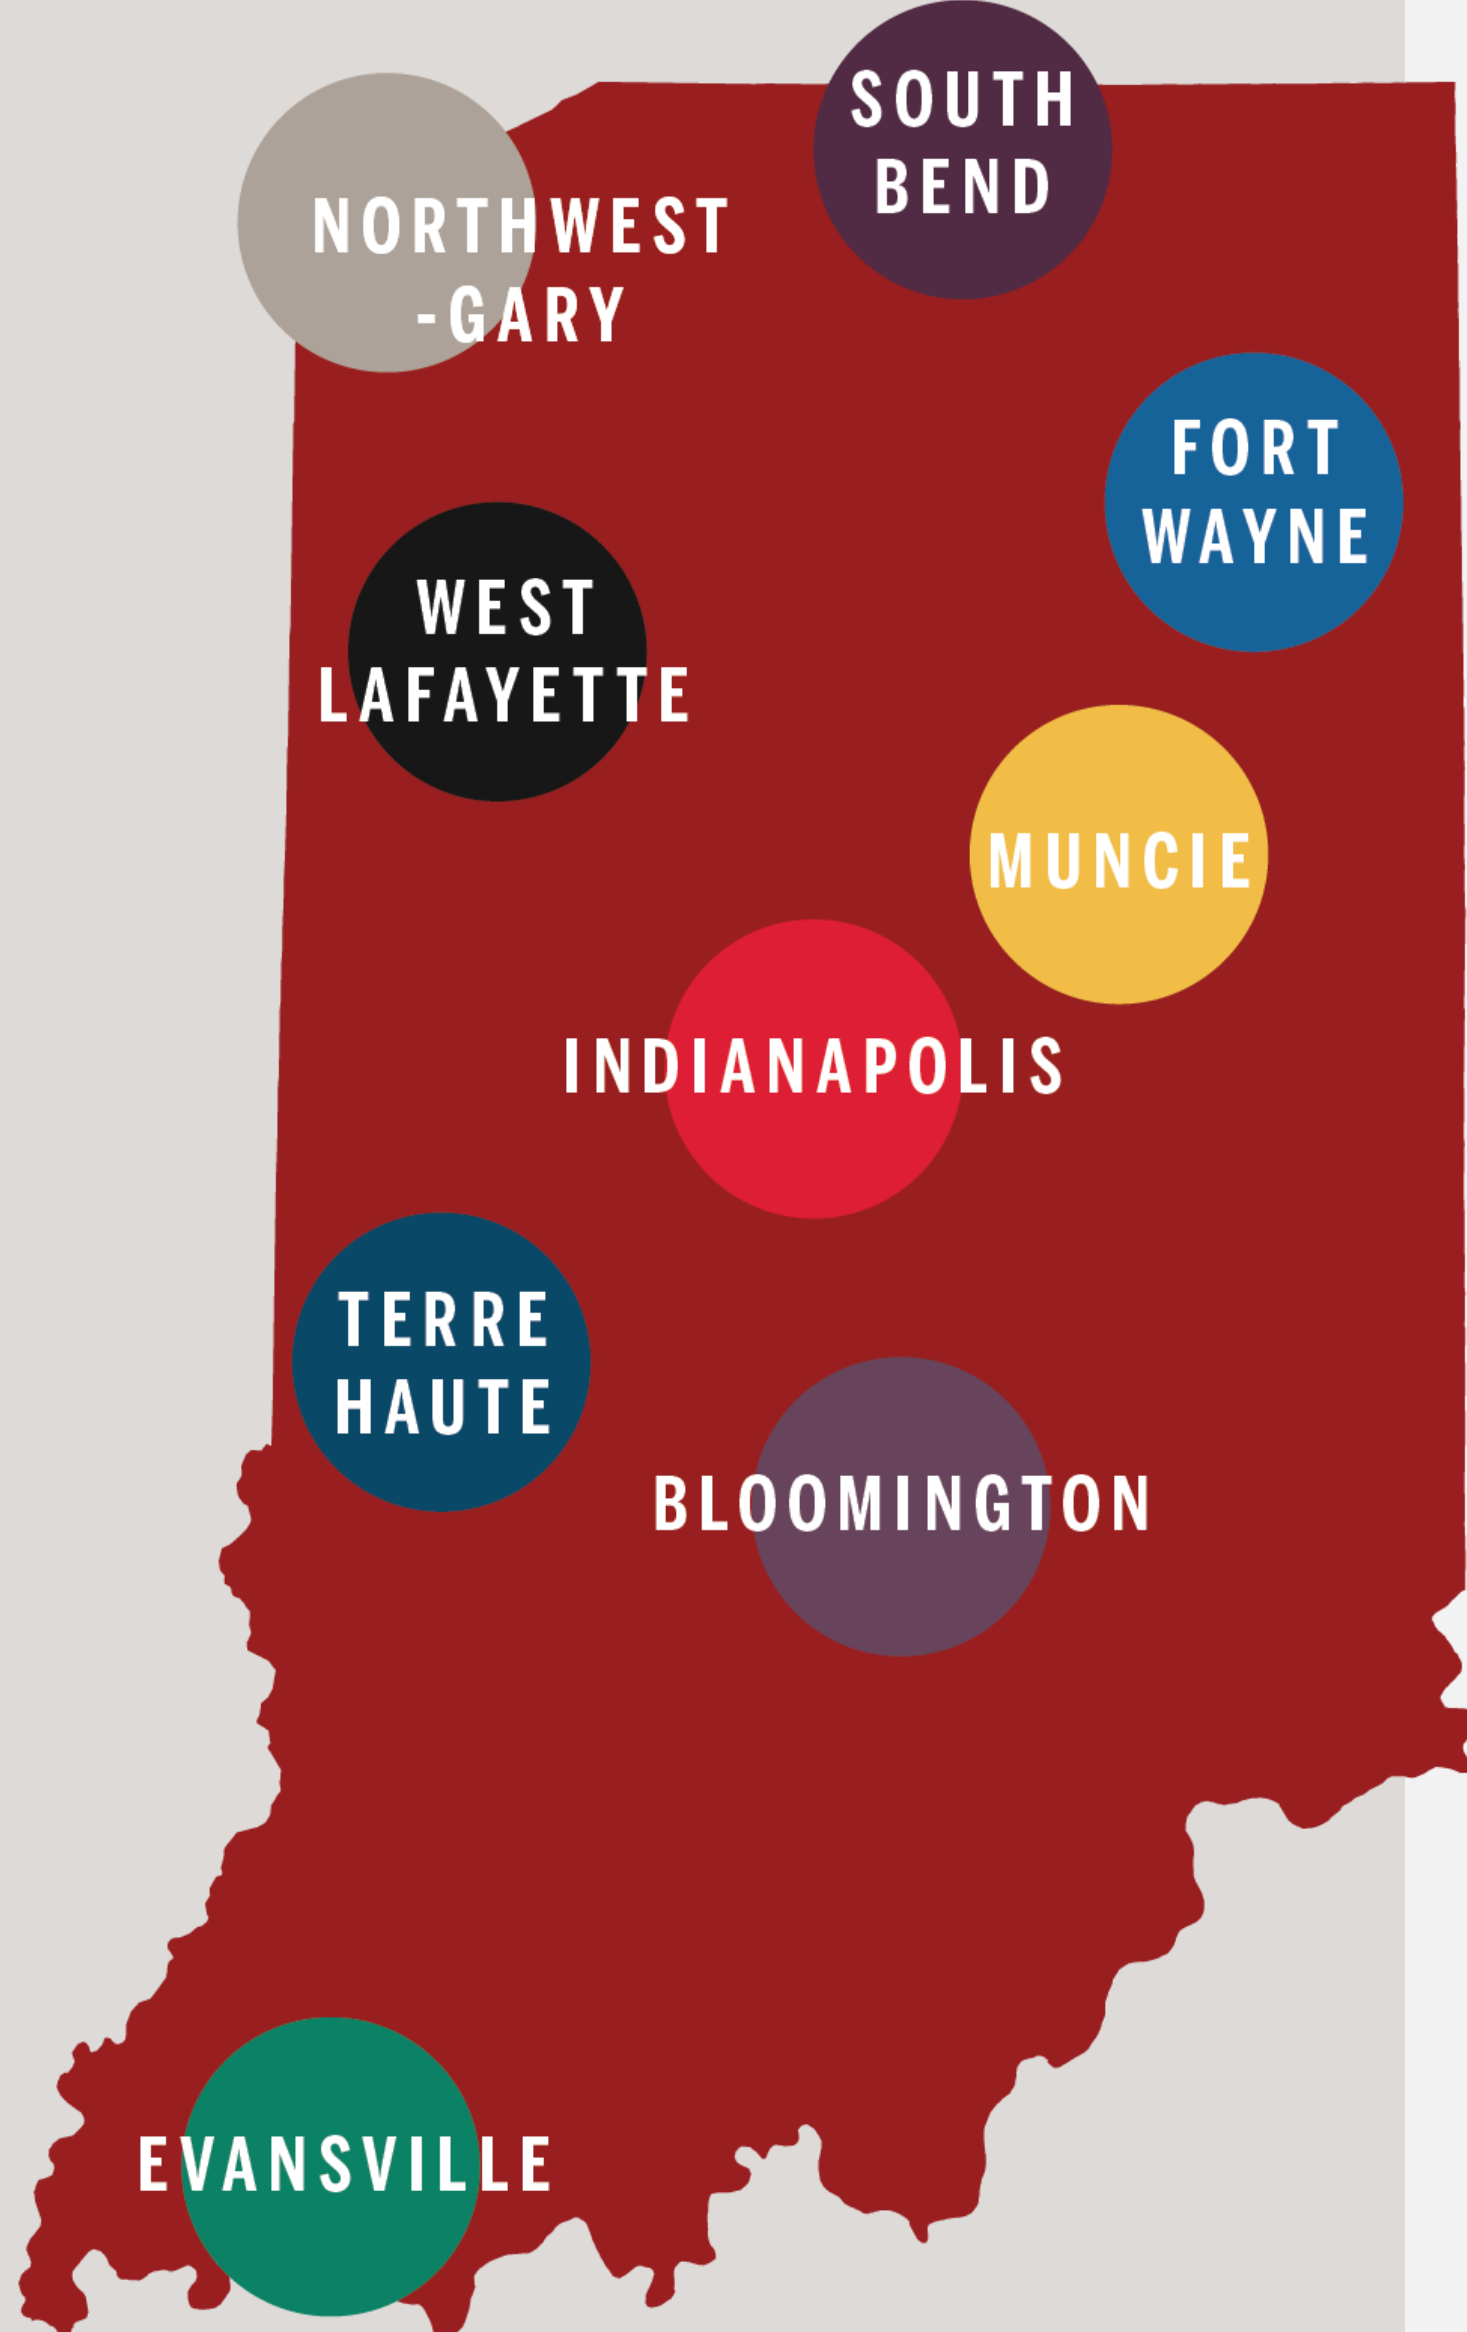 SOUTH
BEND
NORTHWEST
-GARY
FORT
WAYNE
WEST
LAFAYETTE
MUNCIE
INDIANAPOLIS
TERRE
HAUTE
BLOOMINGTON
EVANSVILLE